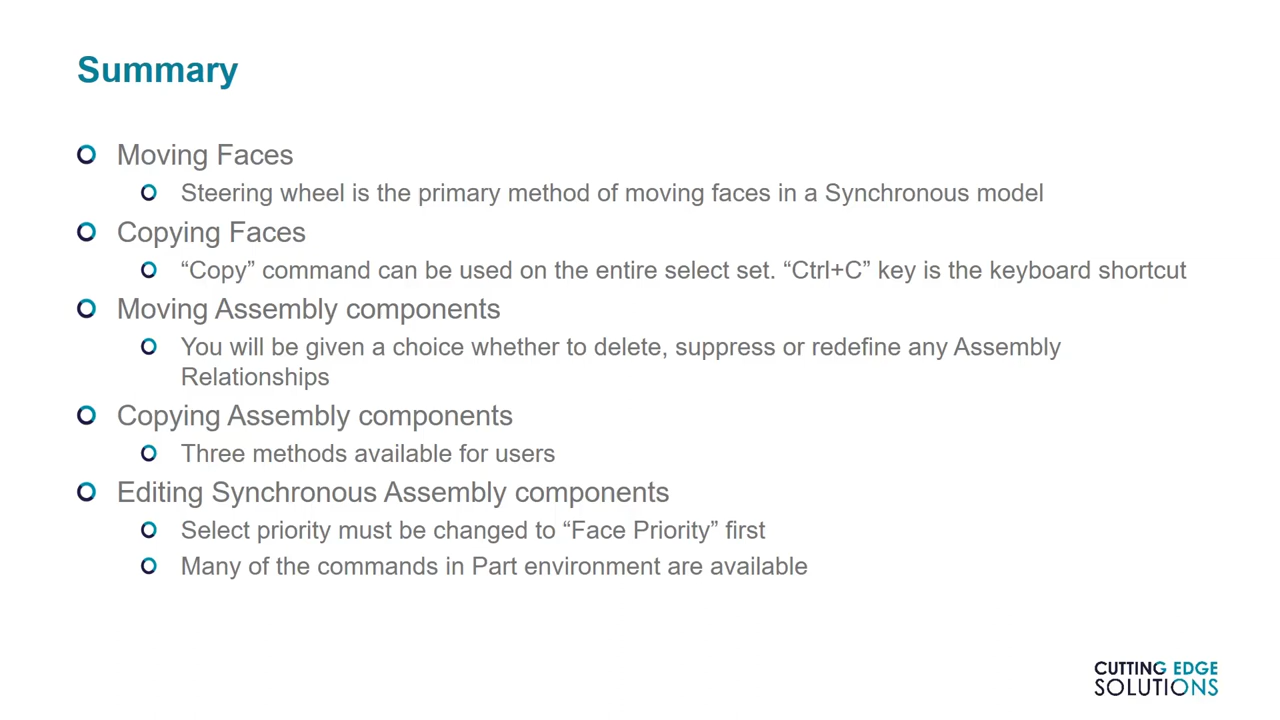 Summary
Moving Faces
Steering wheel is the primary method of moving faces in a Synchronous model
Copying Faces
“Copy” command can be used on the entire select set. “Ctrl+C” key is the keyboard shortcut
Moving Assembly components
You will be given a choice whether to delete, suppress or redefine any Assembly
Relationships
Copying Assembly components
Three methods available for users
Editing Synchronous Assembly components
Select priority must be changed to “Face Priority” first
Many of the commands in Part environment are available
CUTTING EDGE
SOLUTIONS